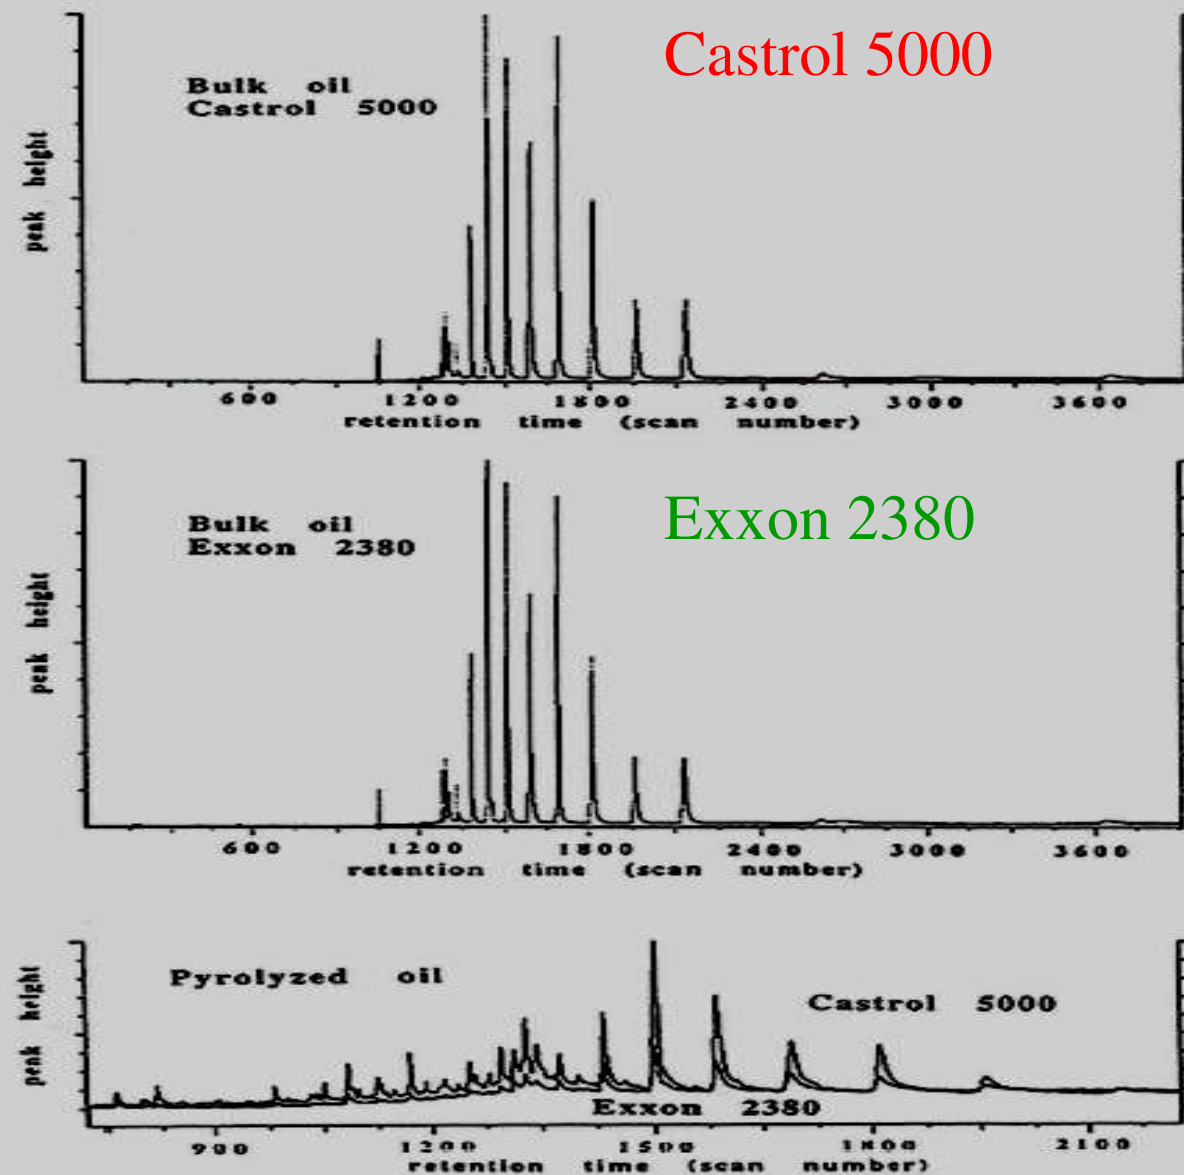 Castrol 5000
Bulk oil
Castrol 5000
peak height
600 1200 1800 2400 3000 3600
retention time (scan number)
Exxon 2380
Bulk oil
Exxon 2380
peak height
600 1200 1800 2400 3000 3600
retention time (scan number)
Pyrolyzed oil
Castrol 5000
peak height
Exxon 2380
900 1200 1500 1800 2100
retention time (scan number)